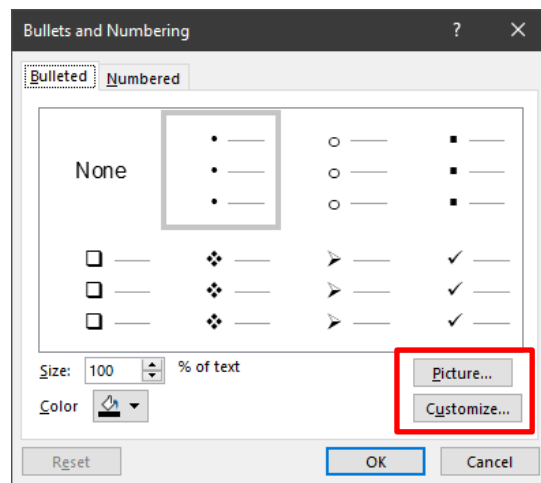 Bullets and Numbering ?
Bulleted Numbered
None
Size: 100 % of text
Picture...
Color
Customize...
Reset OK Cancel